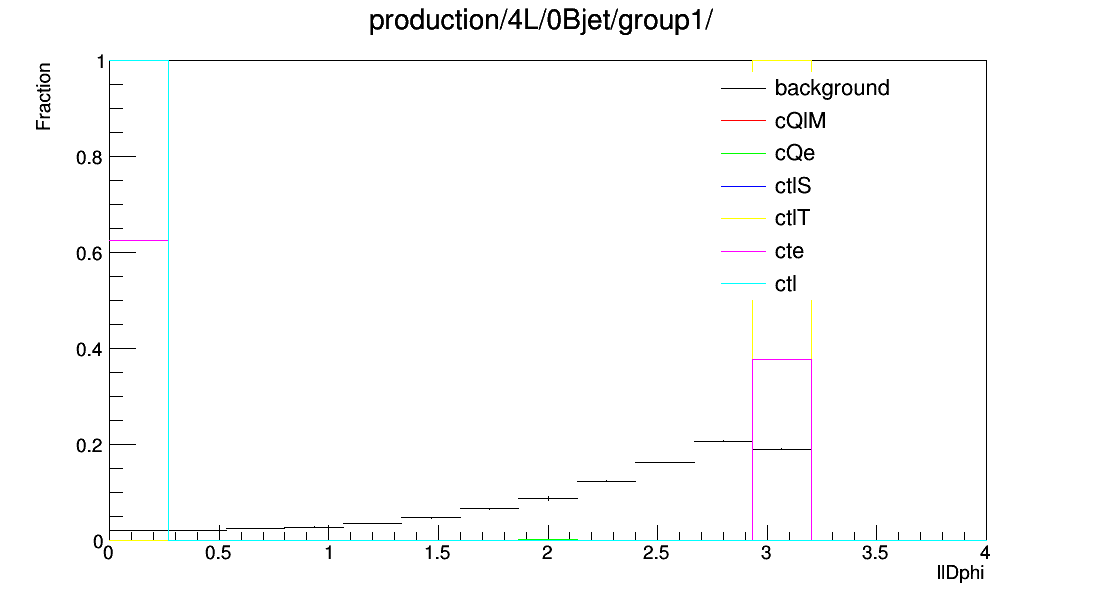 production/4L/0Bjet/group1/
Fraction
1
0.8
0.6
0.4
0.2
0
background
cQlM
cQe
ctlS
ctlT
cte
ctl
0 0.5 1 1.5 2 2.5 3 3.5 4
llDphi